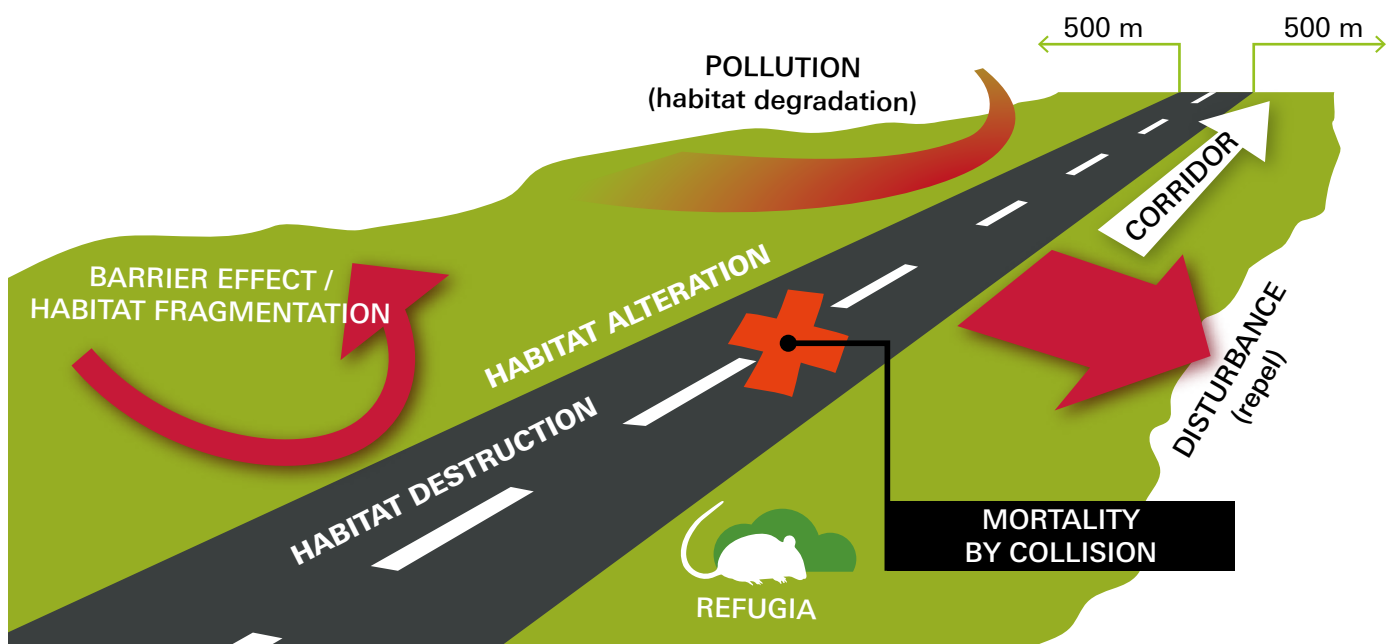 500 m
500 m
POLLUTION
(habitat degradation)
CORRIDOR
BARRIER EFFECT /
HABITAT FRAGMENTATION
HABITAT ALTERATION
DISTURBANCE
(repel)
HABITAT DESTRUCTION
MORTALITY
BY COLLISION
REFUGIA